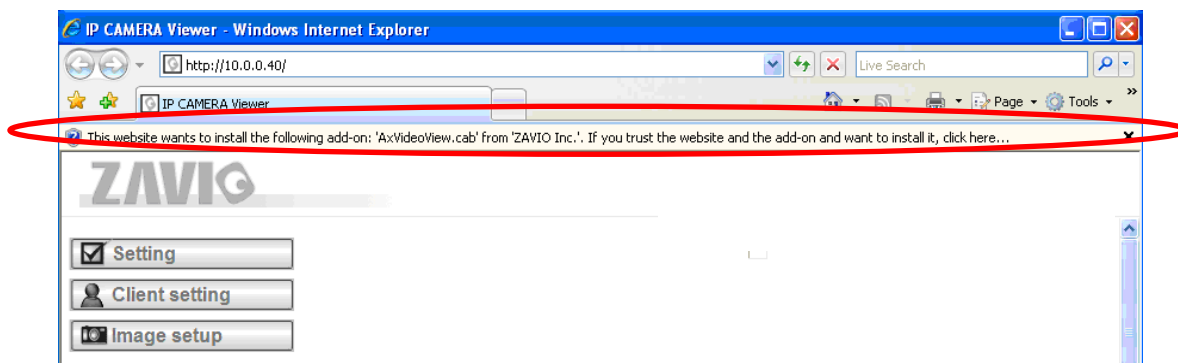 IP CAMERA Viewer - Windows Internet Explorer
http://10.0.0.40/
Live Search
IP CAMERA Viewer
Page
Tools
This website wants to install the following add-on: 'AxVideoView.cab' from 'ZAVIO Inc.'. If you trust the website and the add-on and want to install it, click here...
ZAVIO
Setting
Client setting
Image setup